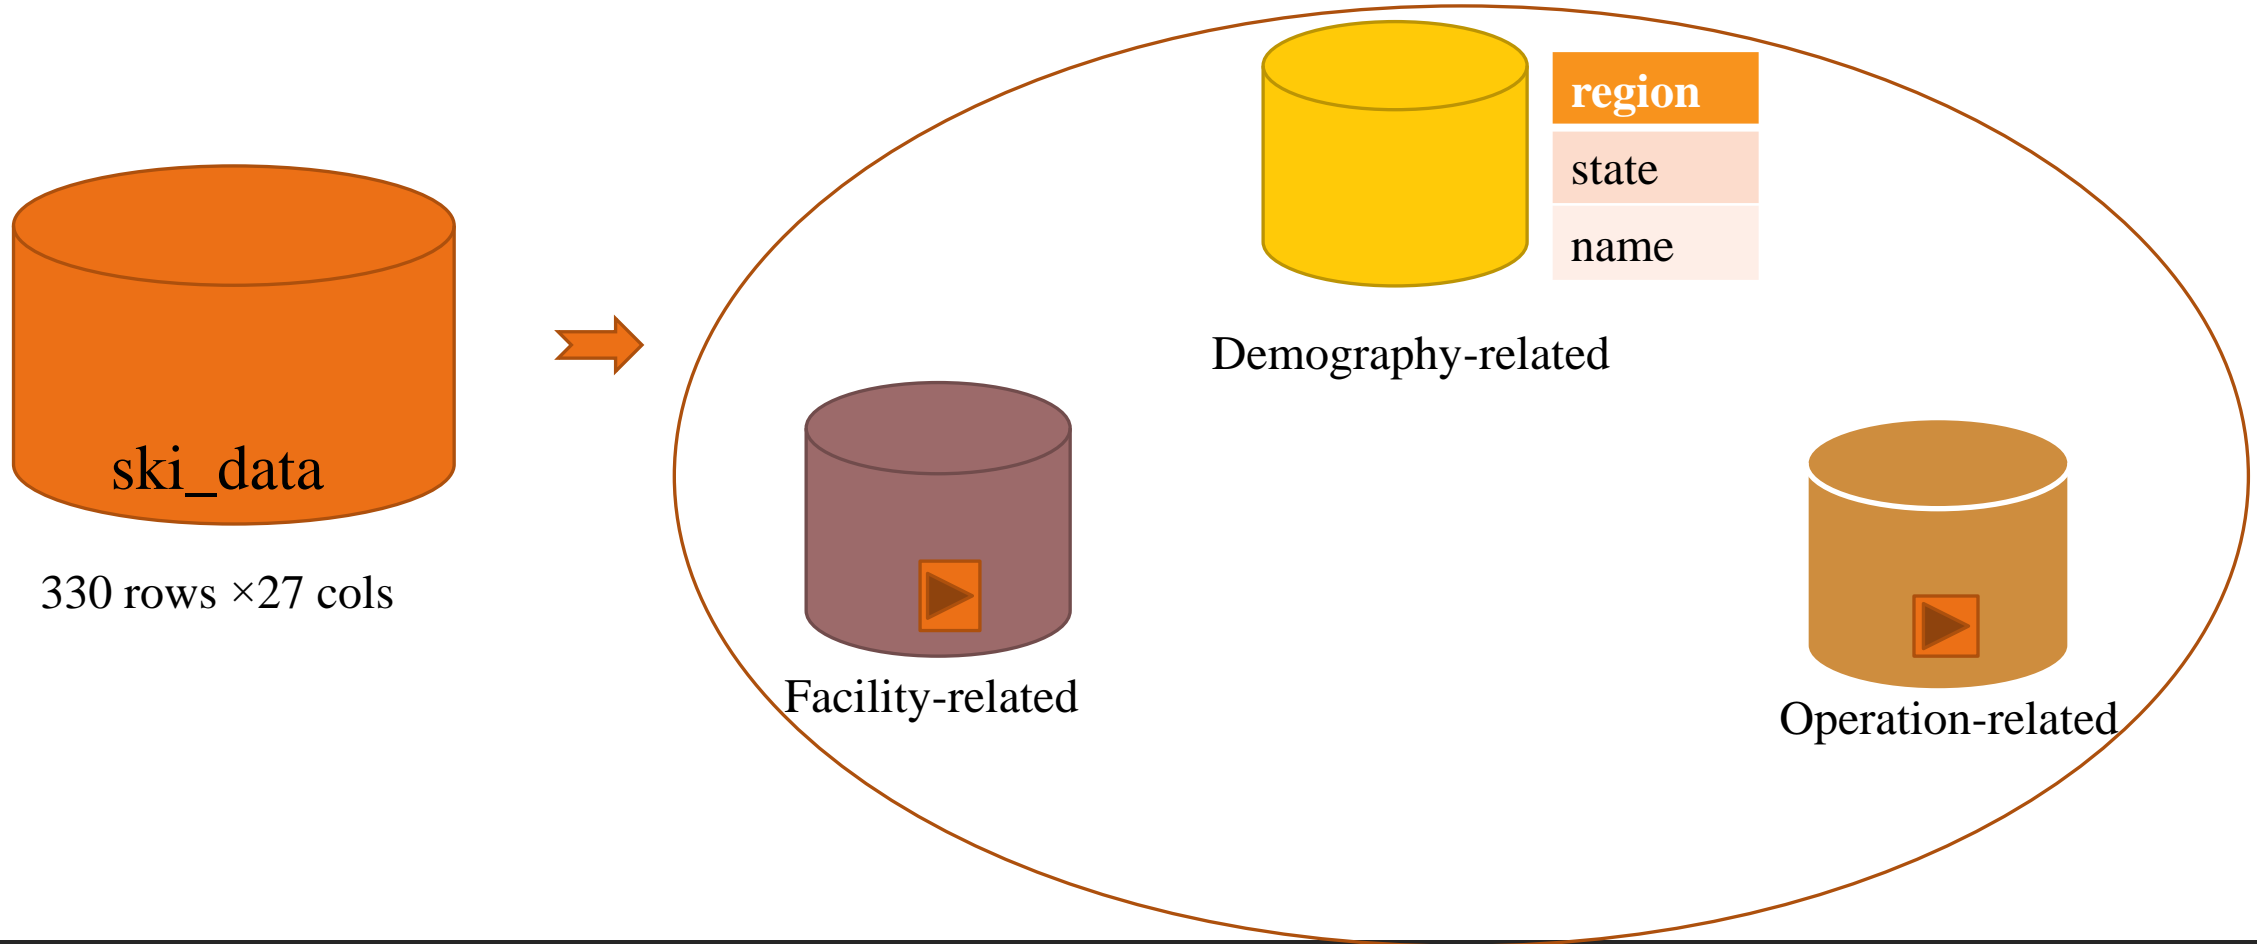 ski_data
330 rows ×27 cols
region
state
name
Demography-related
Facility-related
Operation-related